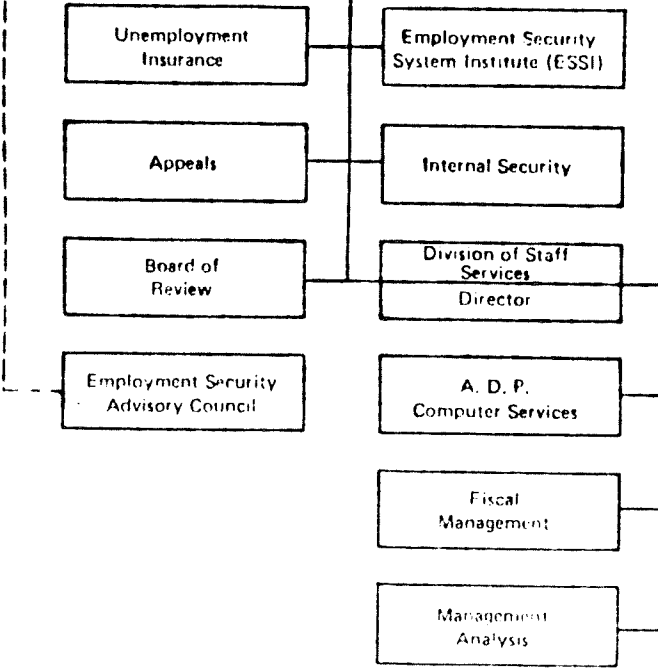 Unemployment
Insurance
Employment Security
System Institute (ESSI)
Appeals
Internal Security
Board of
Review
Division of Staff
Services
Director
Employment Security
Advisory Council
A. D. P.
Computer Services
Fiscal
Management
Management
Analysis